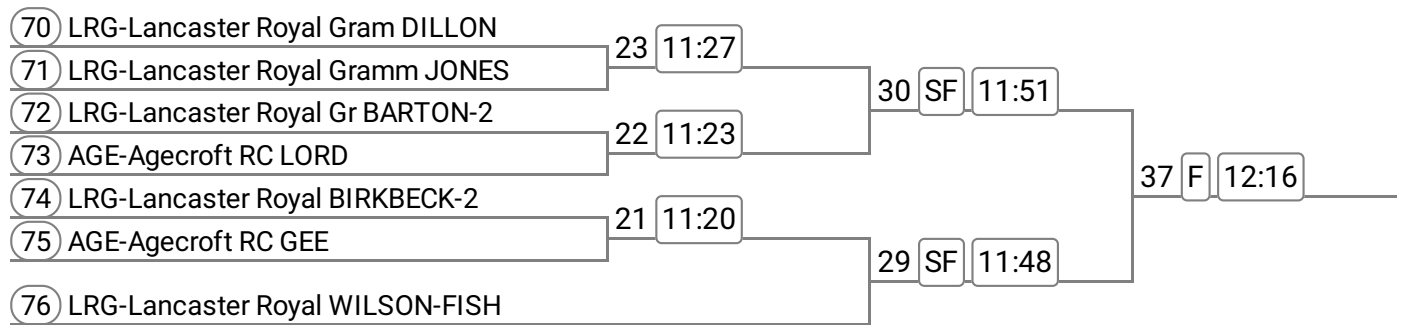 70 LRG-Lancaster Royal Gram DILLON
23 11:27
71 LRG-Lancaster Royal Gramm JONES
30 SF 11:51
72 LRG-Lancaster Royal Gr BARTON-2
22 11:23
73 AGE-Agecroft RC LORD
37 F 12:16
74 LRG-Lancaster Royal BIRKBECK-2
21 11:20
75 AGE-Agecroft RC GEE
29 SF 11:48
76 LRG-Lancaster Royal WILSON-FISH